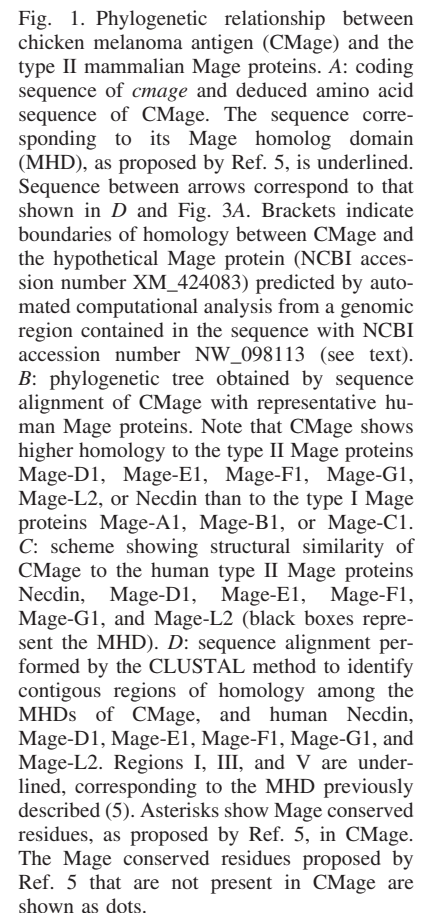 Fig. 1. Phylogenetic relationship between
chicken melanoma antigen (CMage) and the
type II mammalian Mage proteins. A: coding
sequence of cmage and deduced amino acid
sequence of CMage. The sequence corre-
sponding to its Mage homolog domain
(MHD), as proposed by Ref. 5, is underlined.
Sequence between arrows correspond to that
shown in D and Fig. 3A. Brackets indicate
boundaries of homology between CMage and
the hypothetical Mage protein (NCBI acces-
sion number XM_424083) predicted by auto-
mated computational analysis from a genomic
region contained in the sequence with NCBI
accession number NW_098113 (see text).
B: phylogenetic tree obtained by sequence
alignment of CMage with representative hu-
man Mage proteins. Note that CMage shows
higher homology to the type II Mage proteins
Mage-D1, Mage-E1, Mage-F1, Mage-G1,
Mage-L2, or Necdin than to the type I Mage
proteins Mage-A1, Mage-B1, or Mage-C1.
C: scheme showing structural similarity of
CMage to the human type II Mage proteins
Necdin, Mage-D1, Mage-E1, Mage-F1,
Mage-G1, and Mage-L2 (black boxes repre-
sent the MHD). D: sequence alignment per-
formed by the CLUSTAL method to identify
contigous regions of homology among the
MHDs of CMage, and human Necdin,
Mage-D1, Mage-E1, Mage-F1, Mage-G1, and
Mage-L2. Regions I, III, and V are under-
lined, corresponding to the MHD previously
described (5). Asterisks show Mage conserved
residues, as proposed by Ref. 5, in CMage.
The Mage conserved residues proposed by
Ref. 5 that are not present in CMage are
shown as dots.